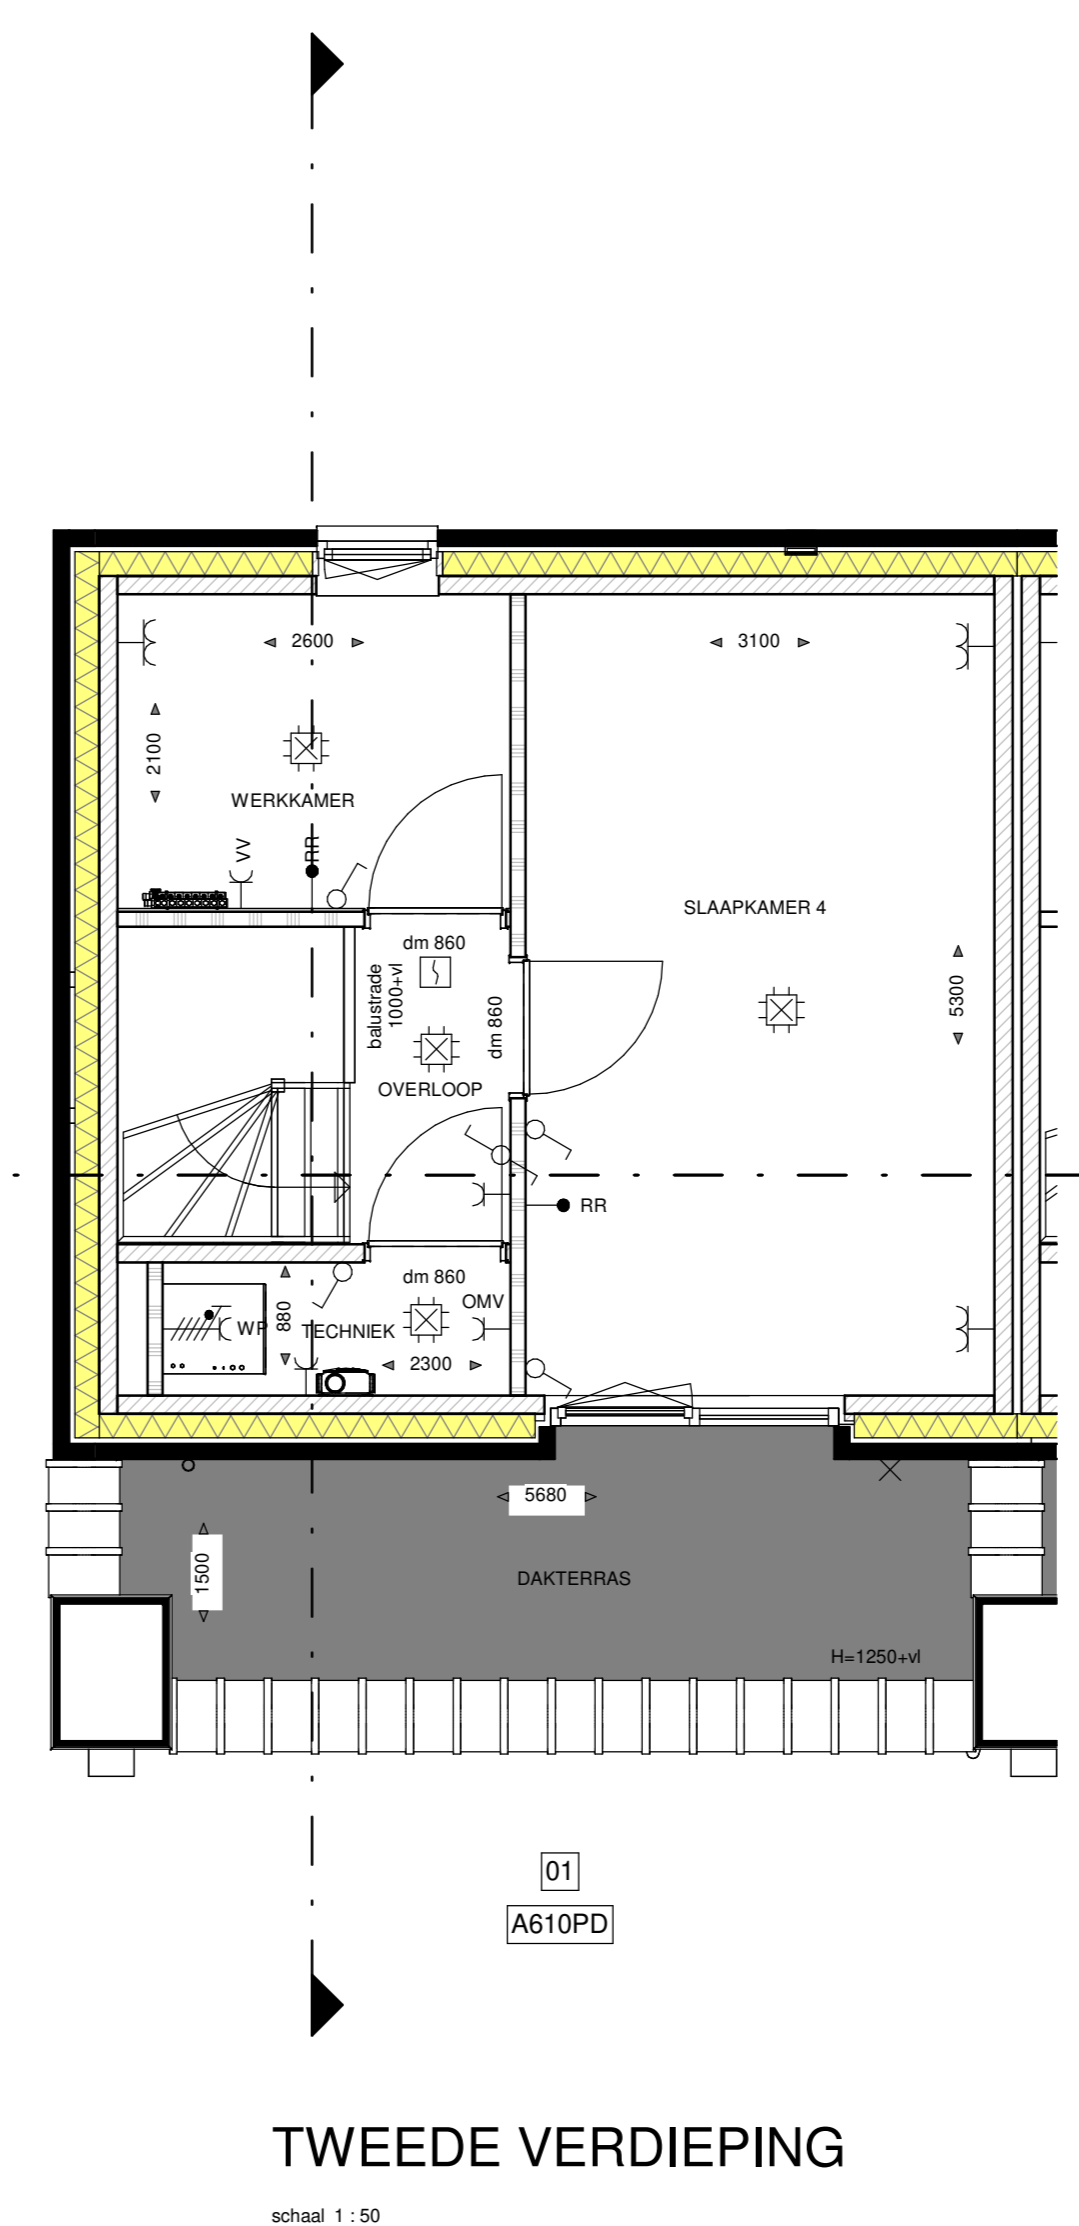 2600
3100
2100
WERKKAMER
VV
RR
SLAAPKAMER 4
dm 860
balustrade
1000+vl
dm 860
5300
OVERLOOP
RR
dm 860
OMV
880
WP
TECHNIEK
2300
5680
1500
DAKTERRAS
H=1250+vl
01
A610PD
TWEEDE VERDIEPING
schaal 1 : 50